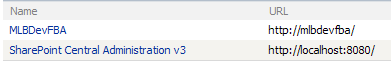 Name URL
MLBDevFBA http://mlbdevfba/
SharePoint Central Administration v3 http://localhost:8080/